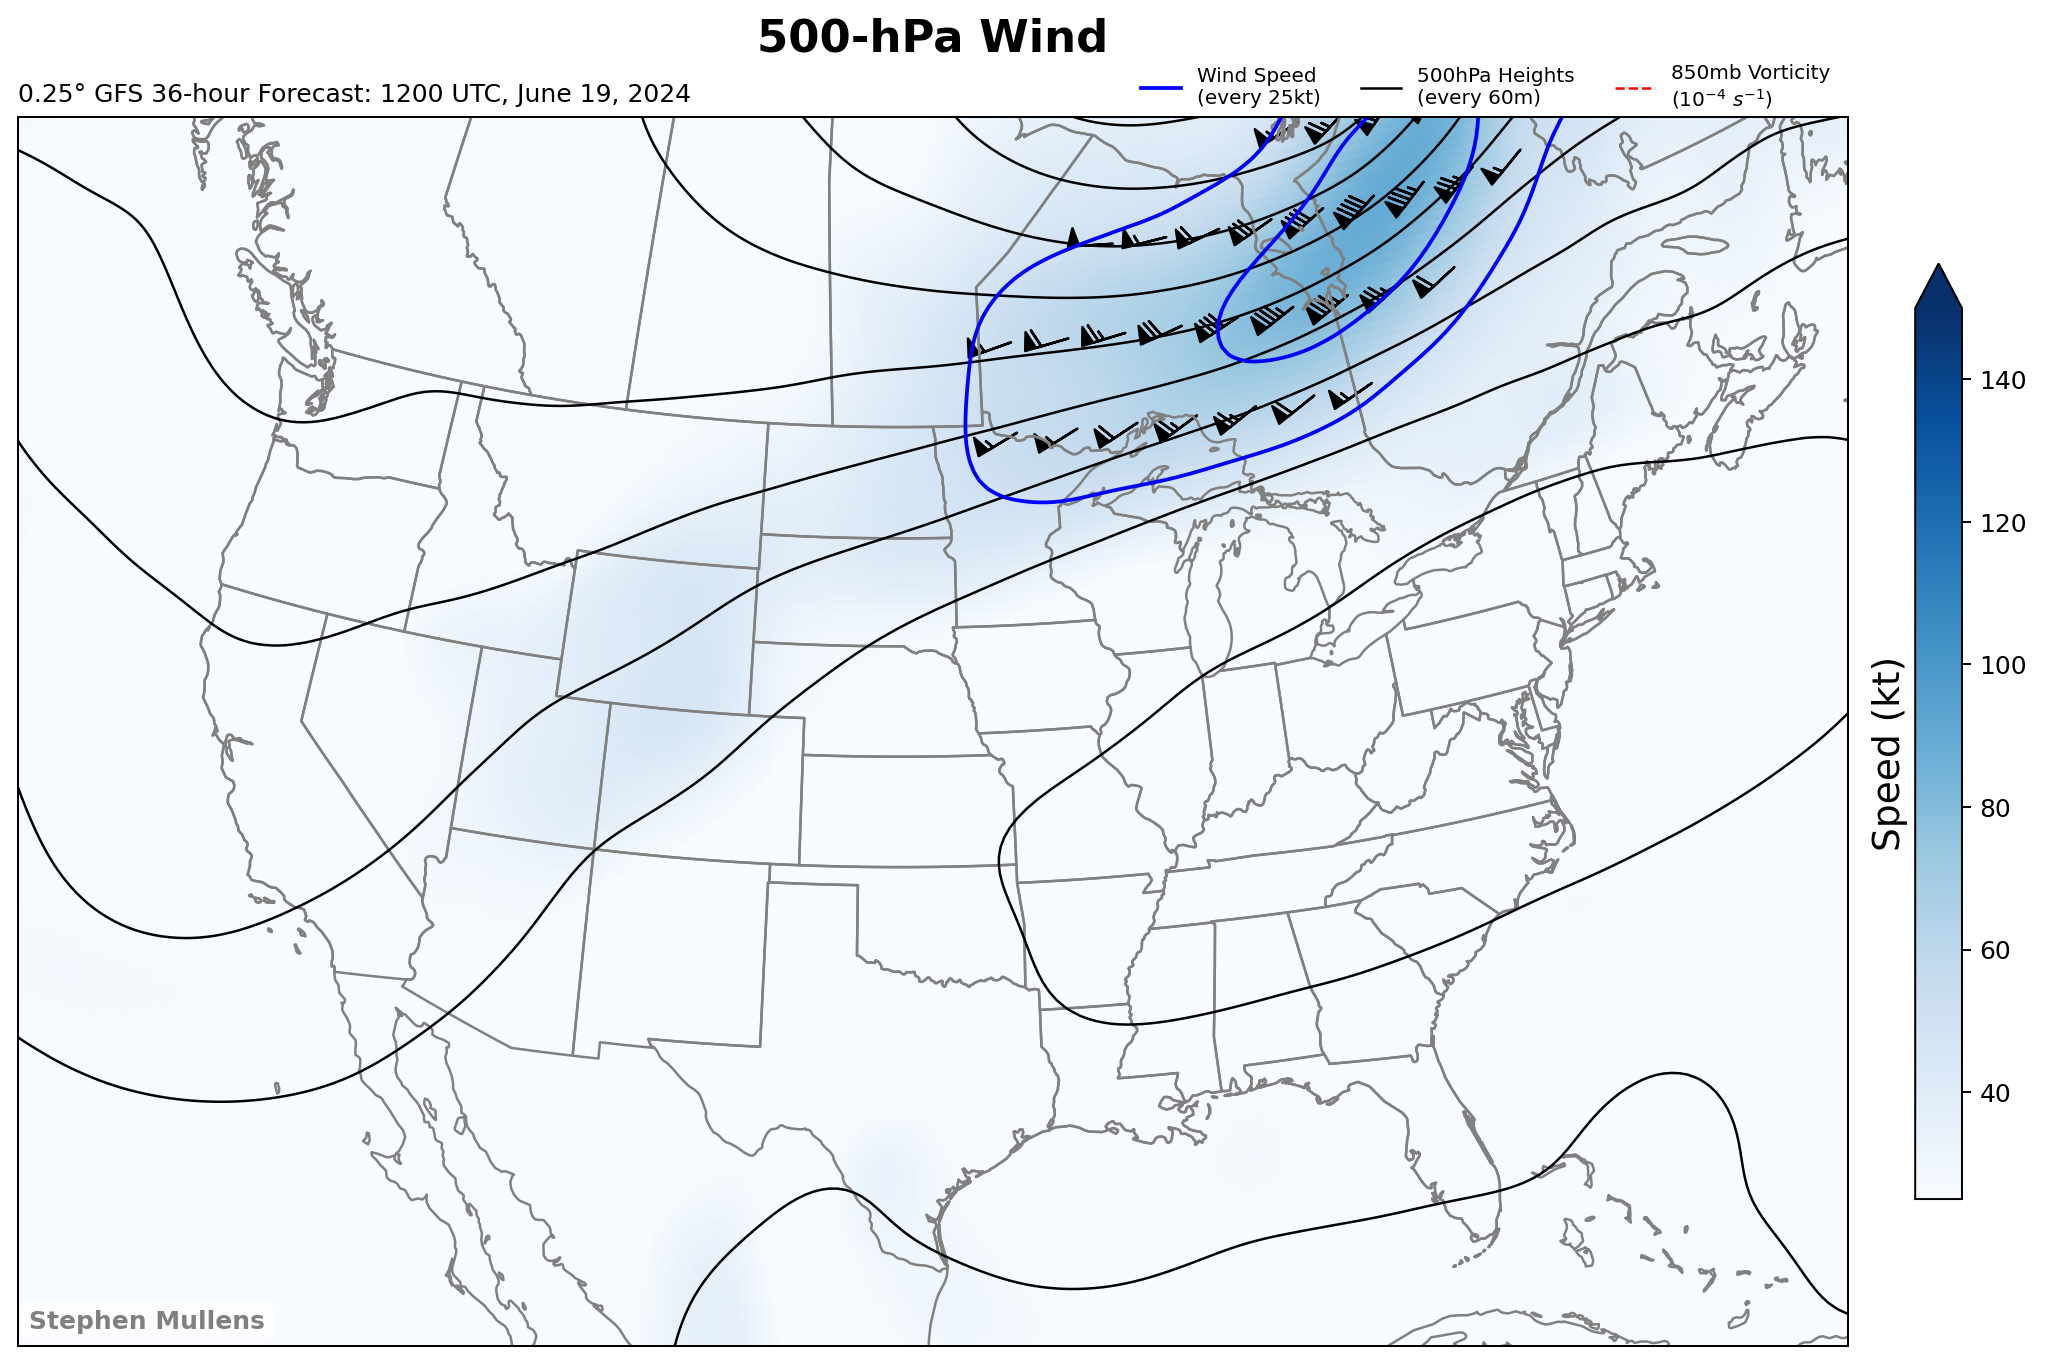 500-hPa Wind
0.25° GFS 36-hour Forecast: 1200 UTC, June 19, 2024
Wind Speed
(every 25kt)
500hPa Heights
(every 60m)
850mb Vorticity
(10⁻⁴ s⁻¹)
140
120
100
80
60
40
Speed (kt)
Stephen Mullens